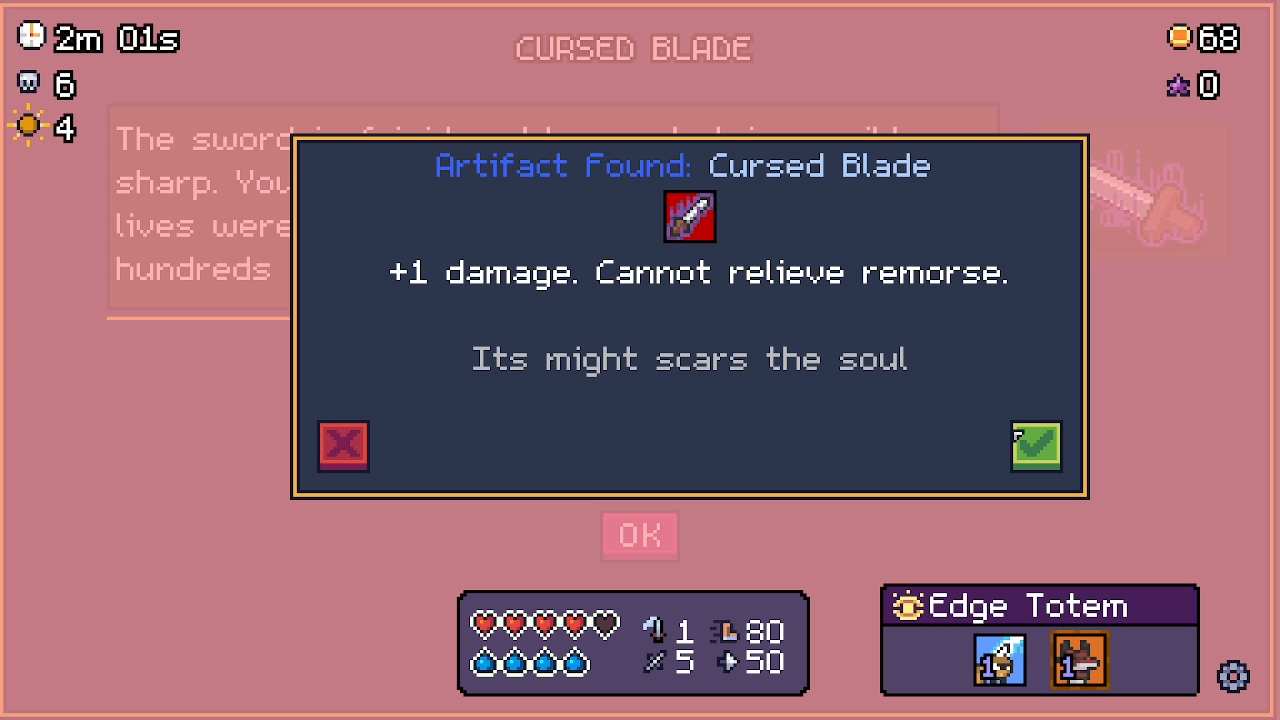 2m 01s
6
4
68
0
CURSED BLADE
The sword
sharp. You
lives were
hundreds
Artifact Found: Cursed Blade
+1 damage. Cannot relieve remorse.
Its might scars the soul
OK
1 80
5 50
Edge Totem
1 1